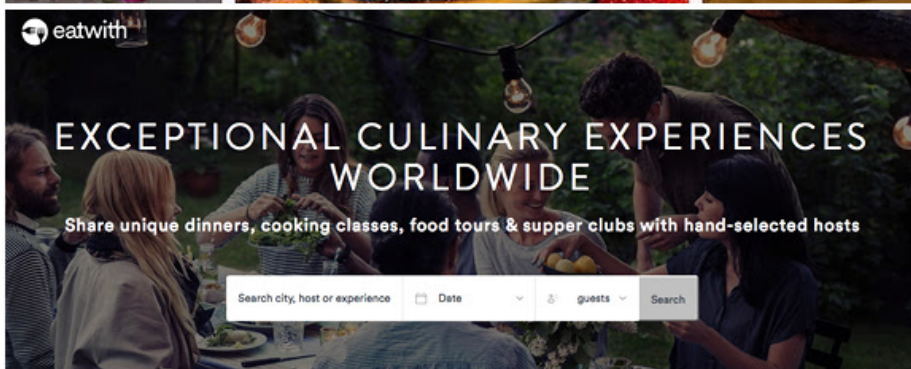 eatwith
EXCEPTIONAL CULINARY EXPERIENCES
WORLDWIDE
Share unique dinners, cooking classes, food tours & supper clubs with hand-selected hosts
Search city, host or experience Date guests Search